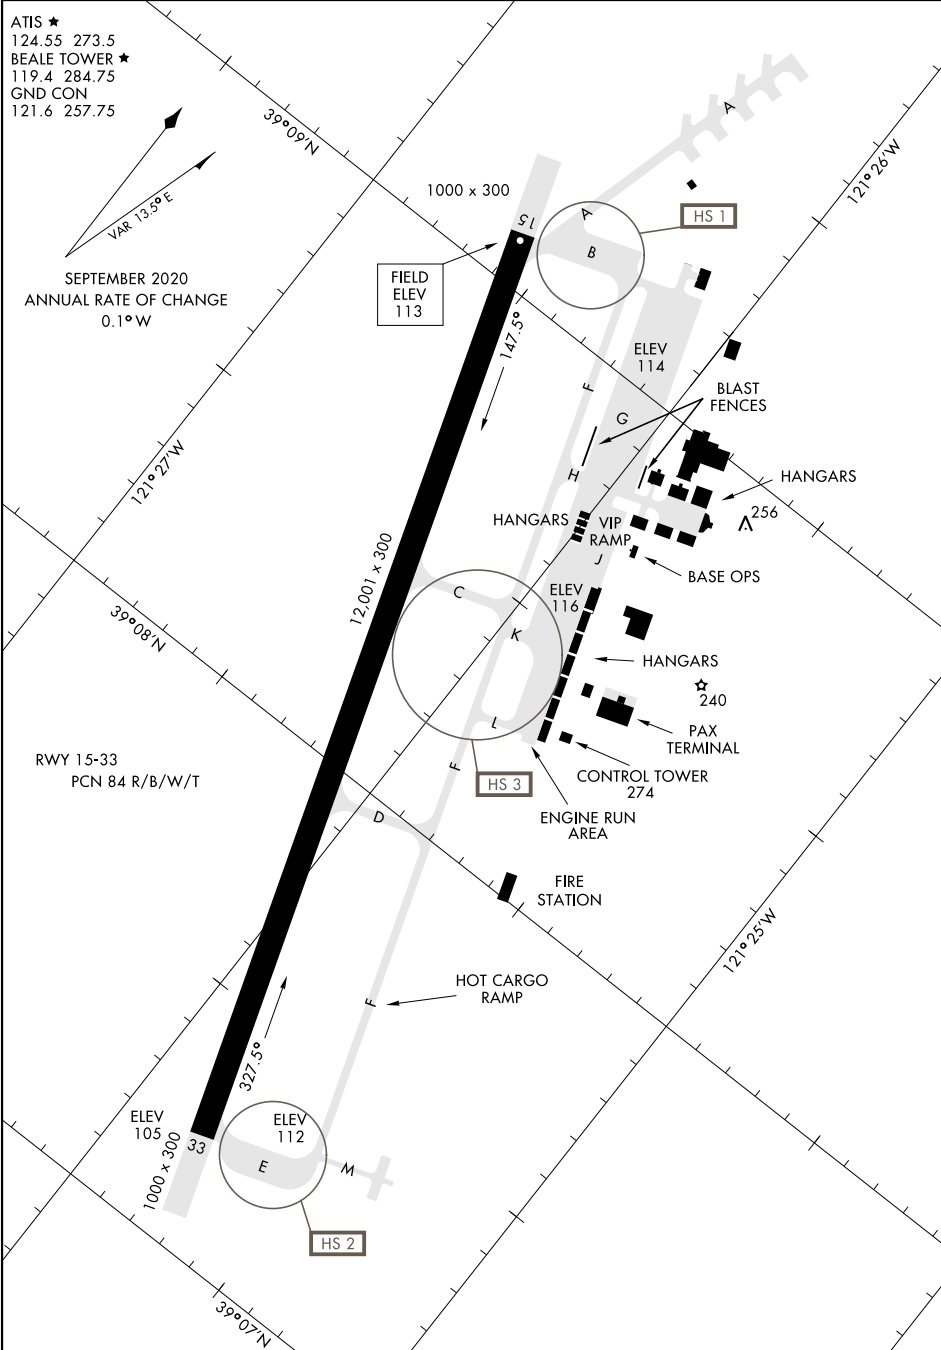 ATIS ★
124.55 273.5
BEALE TOWER ★
119.4 284.75
GND CON
121.6 257.75
VAR 13.5° E
SEPTEMBER 2020
ANNUAL RATE OF CHANGE
0.1° W
39°09'N
121°26'W
A
1000 x 300
15
A
HS 1
B
FIELD
ELEV
113
147.5°
ELEV
114
F
BLAST
FENCES
G
121°27'W
H
HANGARS
256
HANGARS
VIP
RAMP
J
BASE OPS
12,001 x 300
C
ELEV
116
39°08'N
K
HANGARS
240
L
PAX
TERMINAL
RWY 15-33
PCN 84 R/B/W/T
F
HS 3
CONTROL TOWER
274
D
ENGINE RUN
AREA
FIRE
STATION
121°25'W
HOT CARGO
RAMP
F
327.5°
ELEV
105
33
ELEV
112
1000 x 300
E
M
HS 2
39°07'N